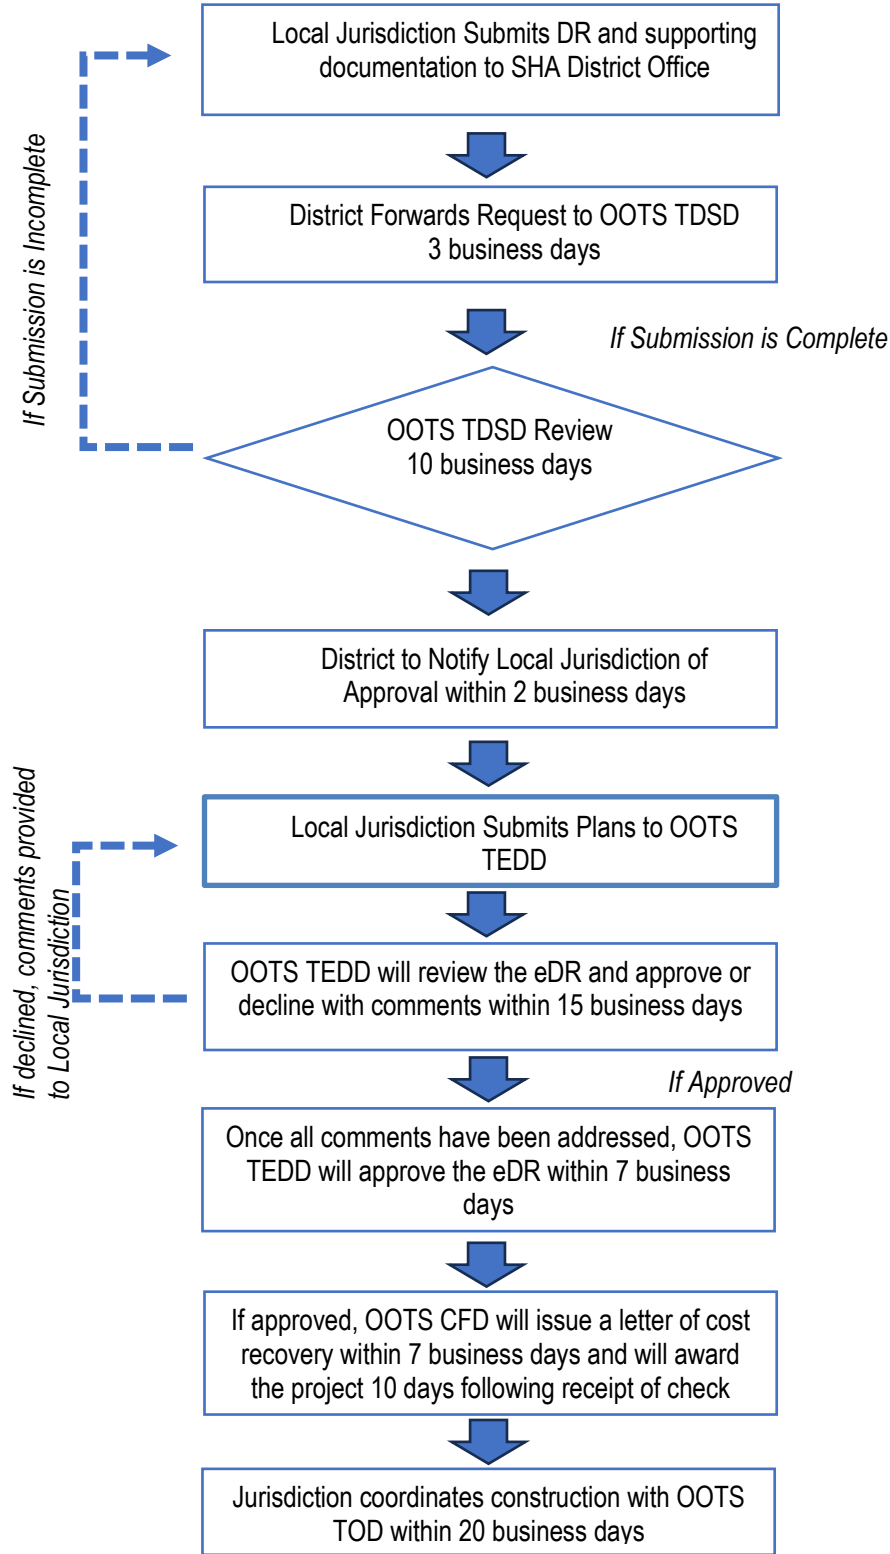 Local Jurisdiction Submits DR and supporting
documentation to SHA District Office
If Submission is Incomplete
District Forwards Request to OOTS TDSD
3 business days
If Submission is Complete
OOTS TDSD Review
10 business days
District to Notify Local Jurisdiction of
Approval within 2 business days
If declined, comments provided
to Local Jurisdiction
Local Jurisdiction Submits Plans to OOTS
TEDD
OOTS TEDD will review the eDR and approve or
decline with comments within 15 business days
If Approved
Once all comments have been addressed, OOTS
TEDD will approve the eDR within 7 business
days
If approved, OOTS CFD will issue a letter of cost
recovery within 7 business days and will award
the project 10 days following receipt of check
Jurisdiction coordinates construction with OOTS
TOD within 20 business days